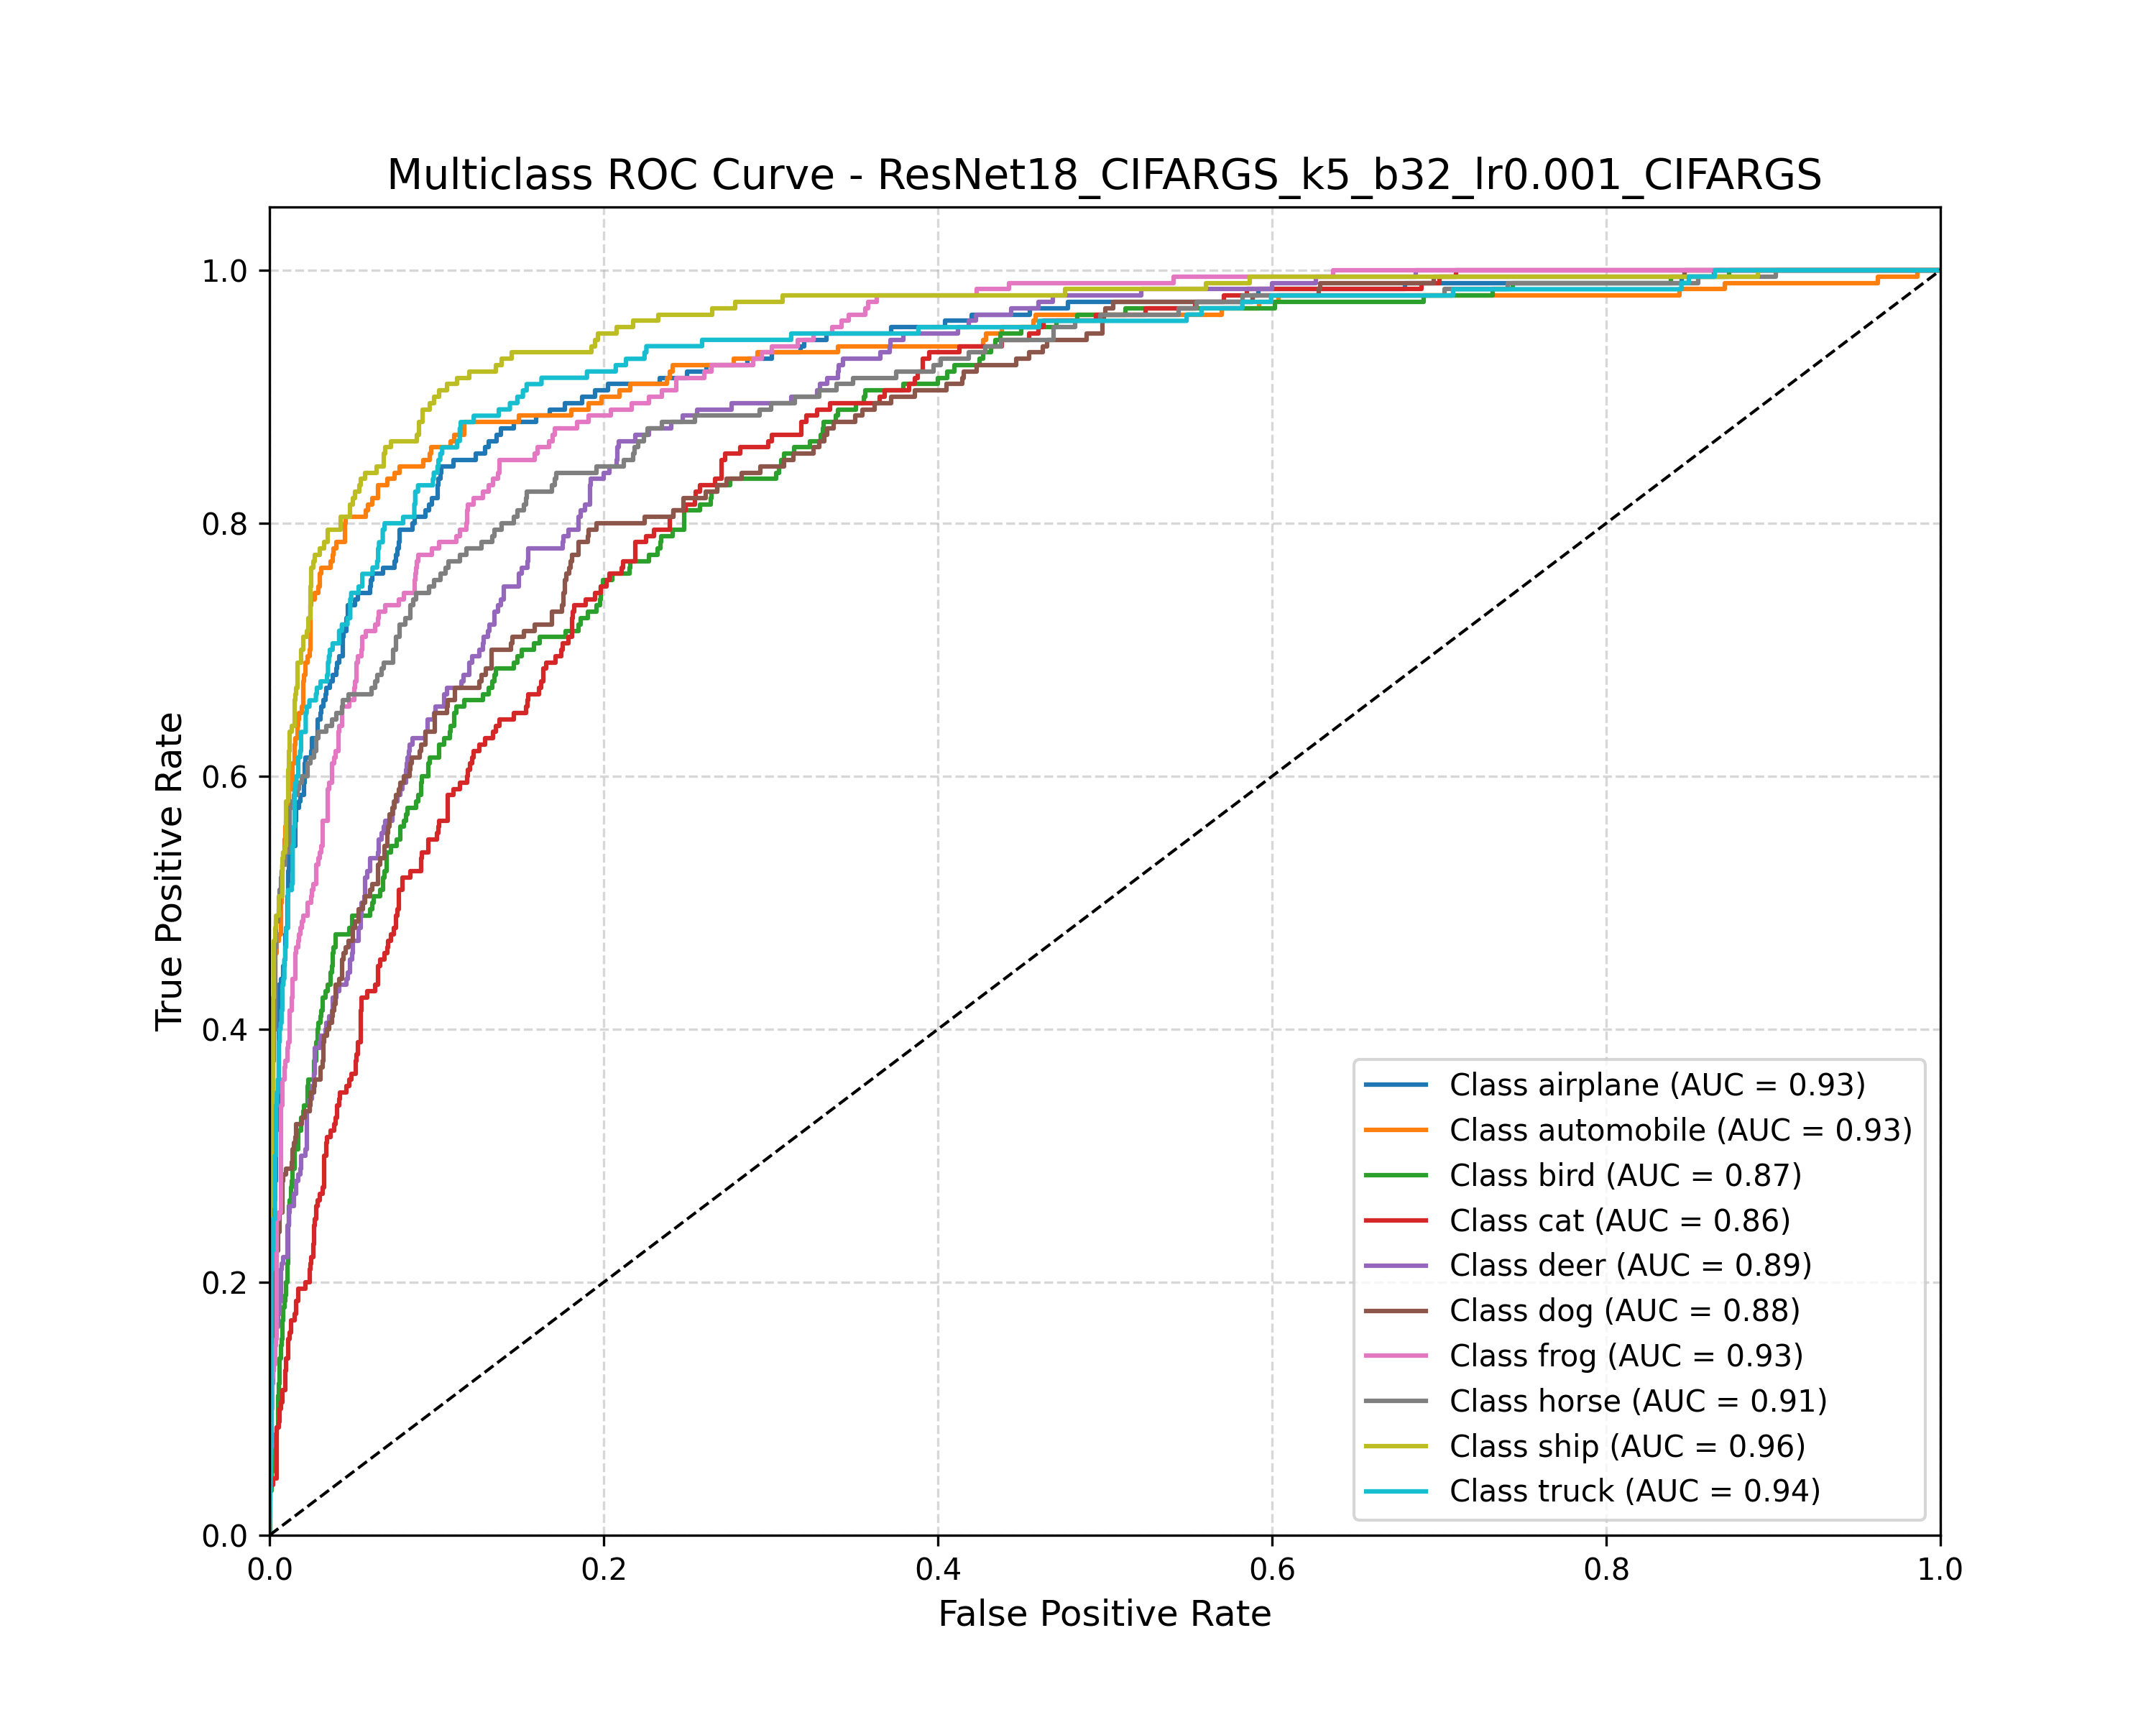 Multiclass ROC Curve - ResNet18_CIFARGS_k5_b32_lr0.001_CIFARGS
True Positive Rate
1.0
0.8
0.6
0.4
0.2
0.0
Class airplane (AUC = 0.93)
Class automobile (AUC = 0.93)
Class bird (AUC = 0.87)
Class cat (AUC = 0.86)
Class deer (AUC = 0.89)
Class dog (AUC = 0.88)
Class frog (AUC = 0.93)
Class horse (AUC = 0.91)
Class ship (AUC = 0.96)
Class truck (AUC = 0.94)
0.0 0.2 0.4 0.6 0.8 1.0
False Positive Rate